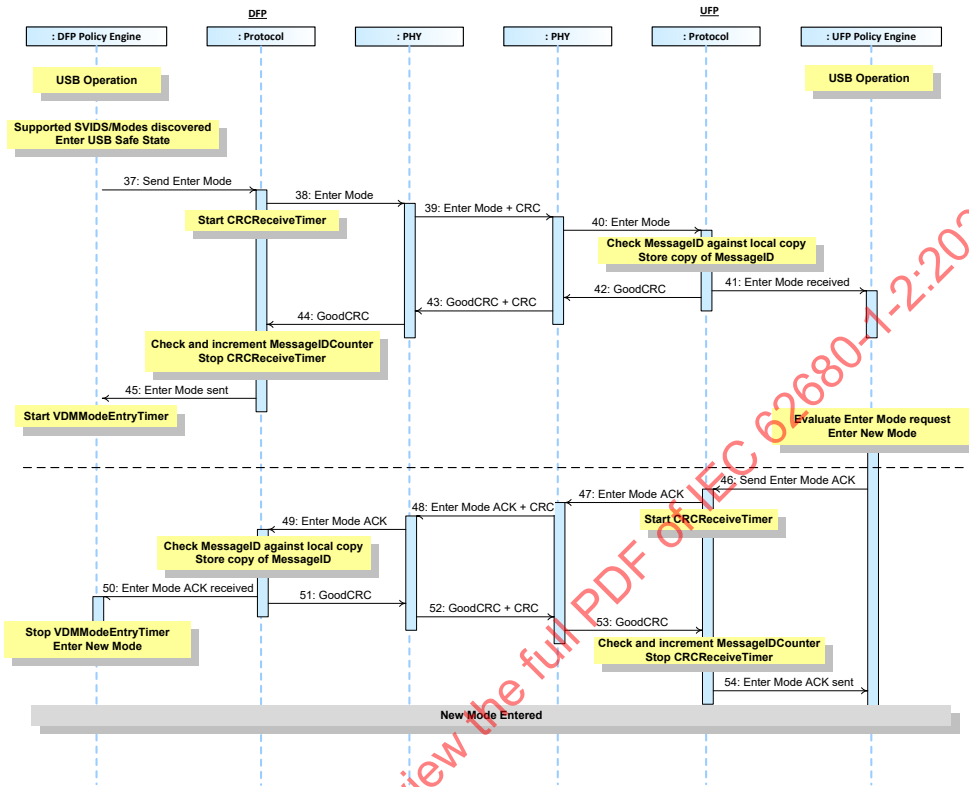 DFP
UFP
: DFP Policy Engine
: Protocol
: PHY
: PHY
: Protocol
: UFP Policy Engine
USB Operation
USB Operation
Supported SVIDS/Modes discovered
Enter USB Safe State
37: Send Enter Mode
38: Enter Mode
Start CRCReceiveTimer
39: Enter Mode + CRC
40: Enter Mode
Check MessageID against local copy
Store copy of MessageID
41: Enter Mode received
42: GoodCRC
43: GoodCRC + CRC
44: GoodCRC
Check and increment MessageIDCounter
Stop CRCReceiveTimer
45: Enter Mode sent
Start VDMModeEntryTimer
Evaluate Enter Mode request
Enter New Mode
46: Send Enter Mode ACK
47: Enter Mode ACK
Start CRCReceiveTimer
48: Enter Mode ACK + CRC
49: Enter Mode ACK
Check MessageID against local copy
Store copy of MessageID
50: Enter Mode ACK received
51: GoodCRC
52: GoodCRC + CRC
53: GoodCRC
Stop VDMModeEntryTimer
Enter New Mode
Check and increment MessageIDCounter
Stop CRCReceiveTimer
54: Enter Mode ACK sent
New Mode Entered
view the full PDF of IEC 62680-1-2:202